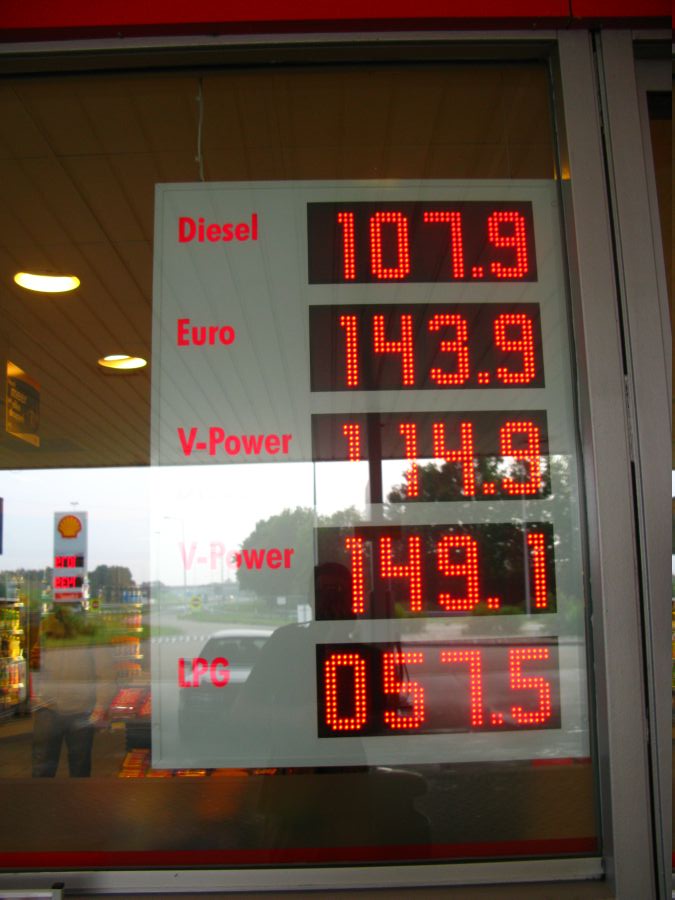 Diesel 107.9
Euro 143.9
V-Power 114.9
V-Power 149.1
LPG 057.5